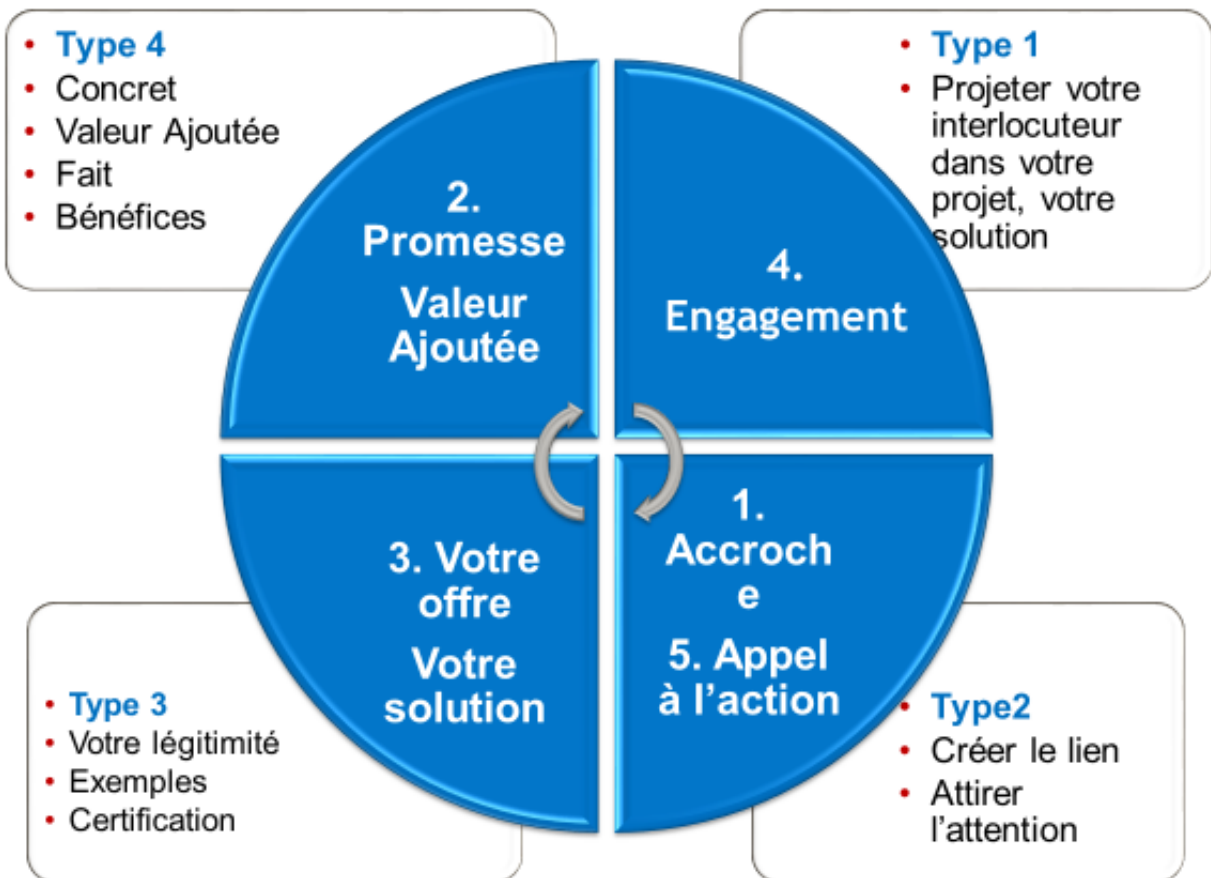 Type 4
Concret
Valeur Ajoutée
Fait
Bénéfices
Type 1
Projeter votre
interlocuteur
dans votre
projet, votre
solution
2.
Promesse
Valeur
Ajoutée
4.
Engagement
3. Votre
offre
Votre
solution
1.
Accroch
e
5. Appel
à l'action
Type 3
Votre légitimité
Exemples
Certification
Type2
Créer le lien
Attirer
l'attention